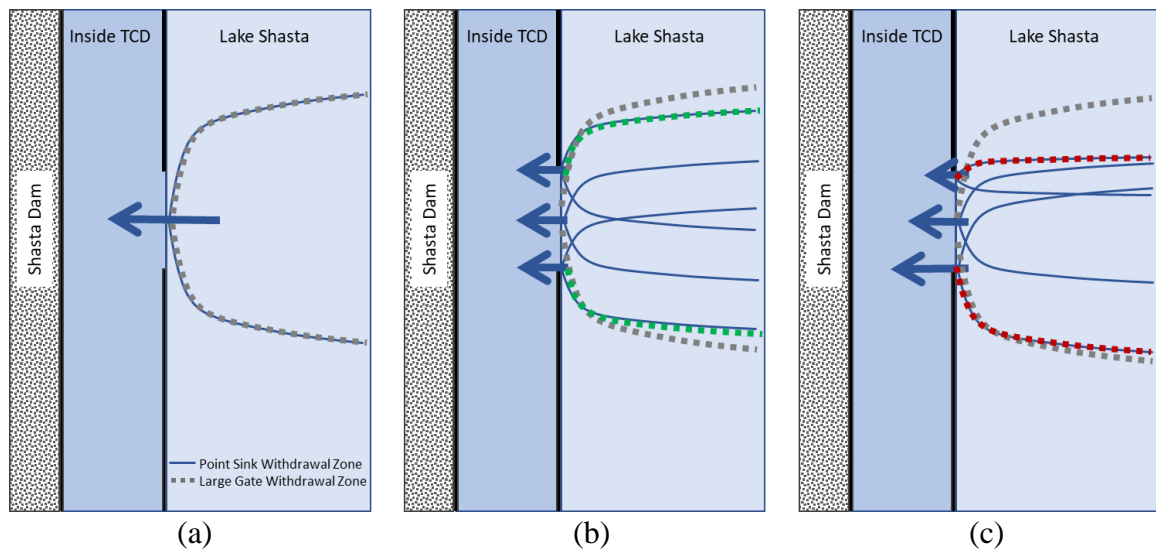 Inside TCD
Lake Shasta
Shasta Dam
Point Sink Withdrawal Zone
Large Gate Withdrawal Zone
(a)
Inside TCD
Lake Shasta
Shasta Dam
(b)
Inside TCD
Lake Shasta
Shasta Dam
(c)